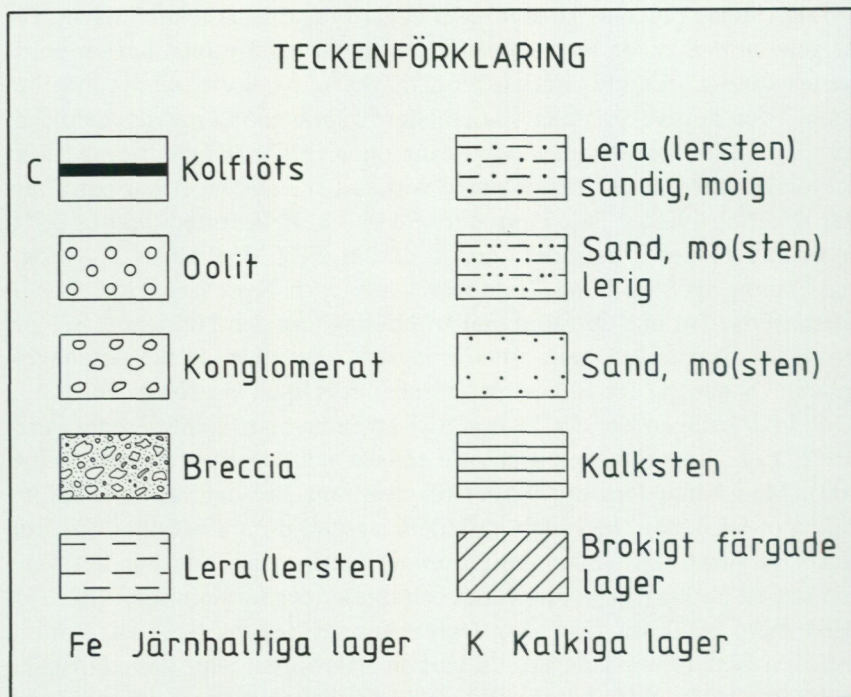 TECKENFÖRKLARING
C Kolflöts
Oolit
Konglomerat
Breccia
Lera (lersten)
Lera (lersten)
sandig, moig
Sand, mo(sten)
lerig
Sand, mo(sten)
Kalksten
Brokigt färgade
lager
Fe Järnhaltiga lager
K Kalkiga lager